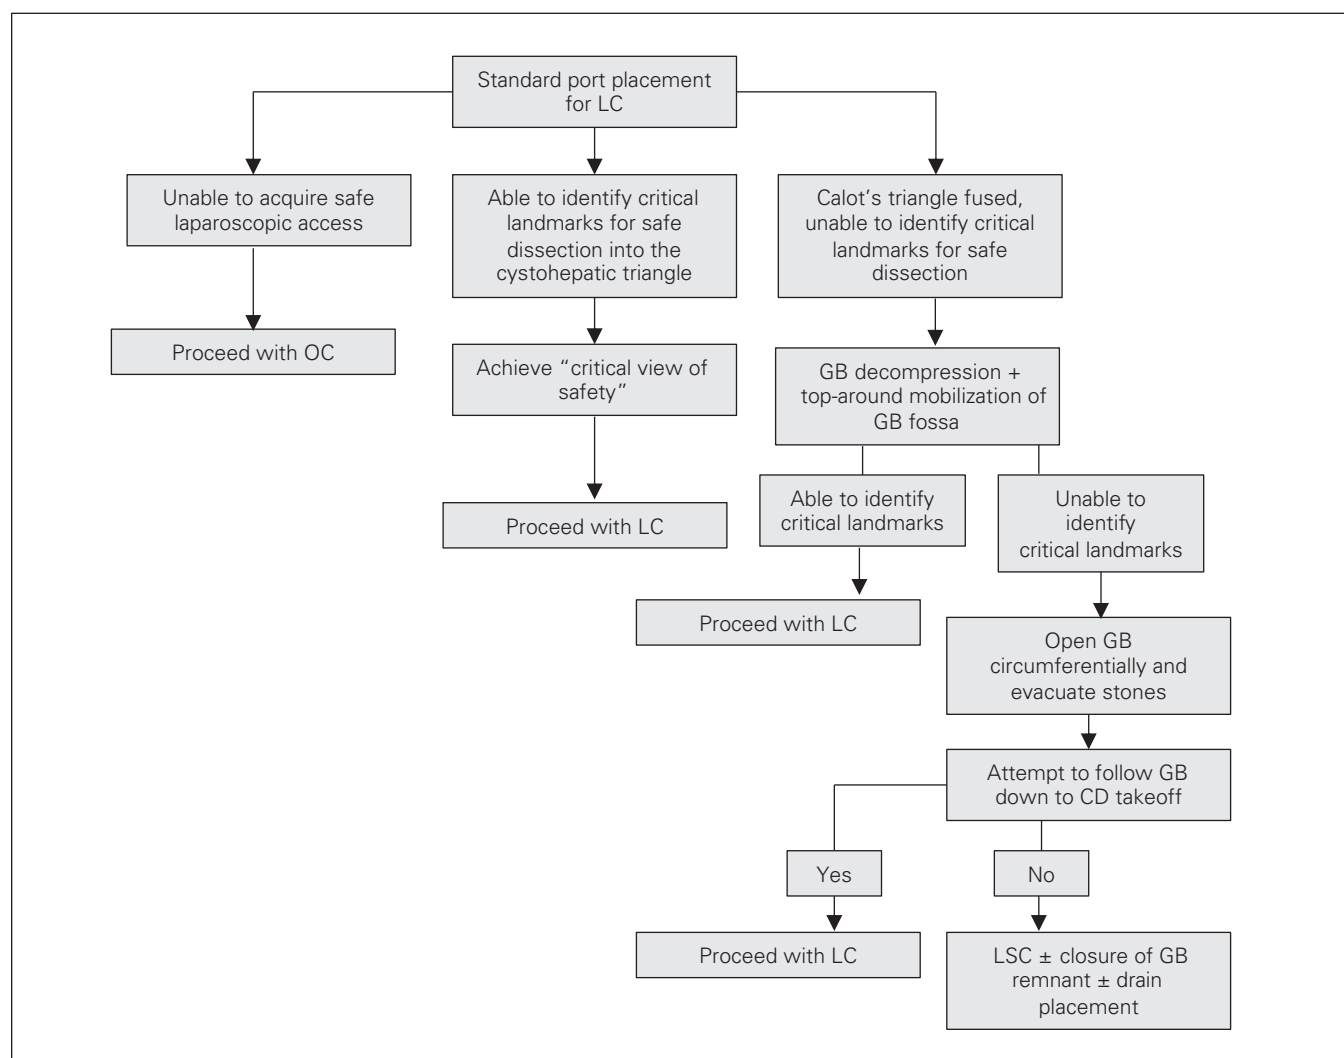 Standard port placement
for LC
Unable to acquire safe
laparoscopic access
Able to identify critical
landmarks for safe
dissection into the
cystohepatic triangle
Calot’s triangle fused,
unable to identify critical
landmarks for safe
dissection
Proceed with OC
Achieve “critical view of
safety”
GB decompression +
top-around mobilization of
GB fossa
Proceed with LC
Able to identify
critical landmarks
Unable to
identify
critical landmarks
Proceed with LC
Open GB
circumferentially and
evacuate stones
Attempt to follow GB
down to CD takeoff
Yes
No
Proceed with LC
LSC ± closure of GB
remnant ± drain
placement